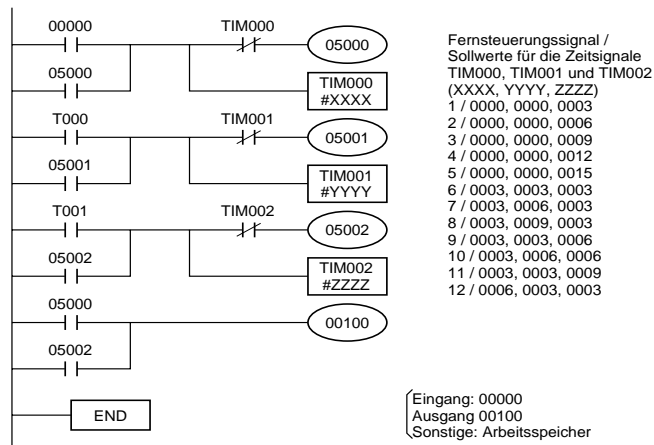 00000 TIM000
05000
05000
TIM000
#XXXX
T000 TIM001
05001
05001
TIM001
#YYYY
T001 TIM002
05002
05002
TIM002
#ZZZZ
05000
00100
05002
END
Fernsteuerungssignal /
Sollwerte für die Zeitsignale
TIM000, TIM001 und TIM002
(XXXX, YYYY, ZZZZ)
1 / 0000, 0000, 0003
2 / 0000, 0000, 0006
3 / 0000, 0000, 0009
4 / 0000, 0000, 0012
5 / 0000, 0000, 0015
6 / 0003, 0003, 0003
7 / 0003, 0006, 0003
8 / 0003, 0009, 0003
9 / 0003, 0003, 0006
10 / 0003, 0006, 0006
11 / 0003, 0003, 0009
12 / 0006, 0003, 0003
Eingang: 00000
Ausgang 00100
Sonstige: Arbeitsspeicher